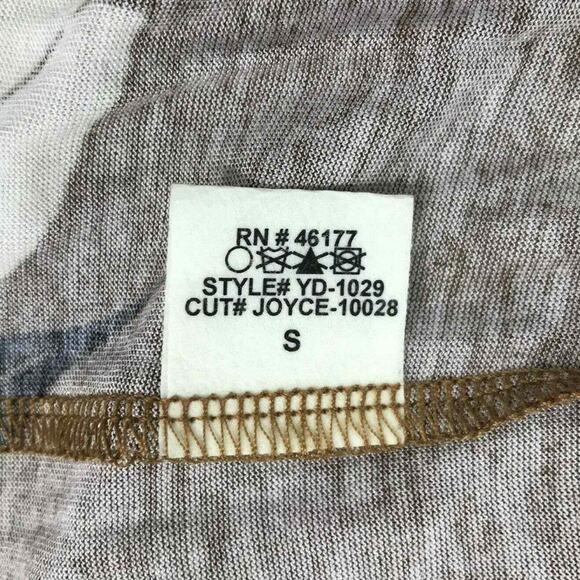 RN # 46177
STYLE# YD-1029
CUT# JOYCE-10028
S